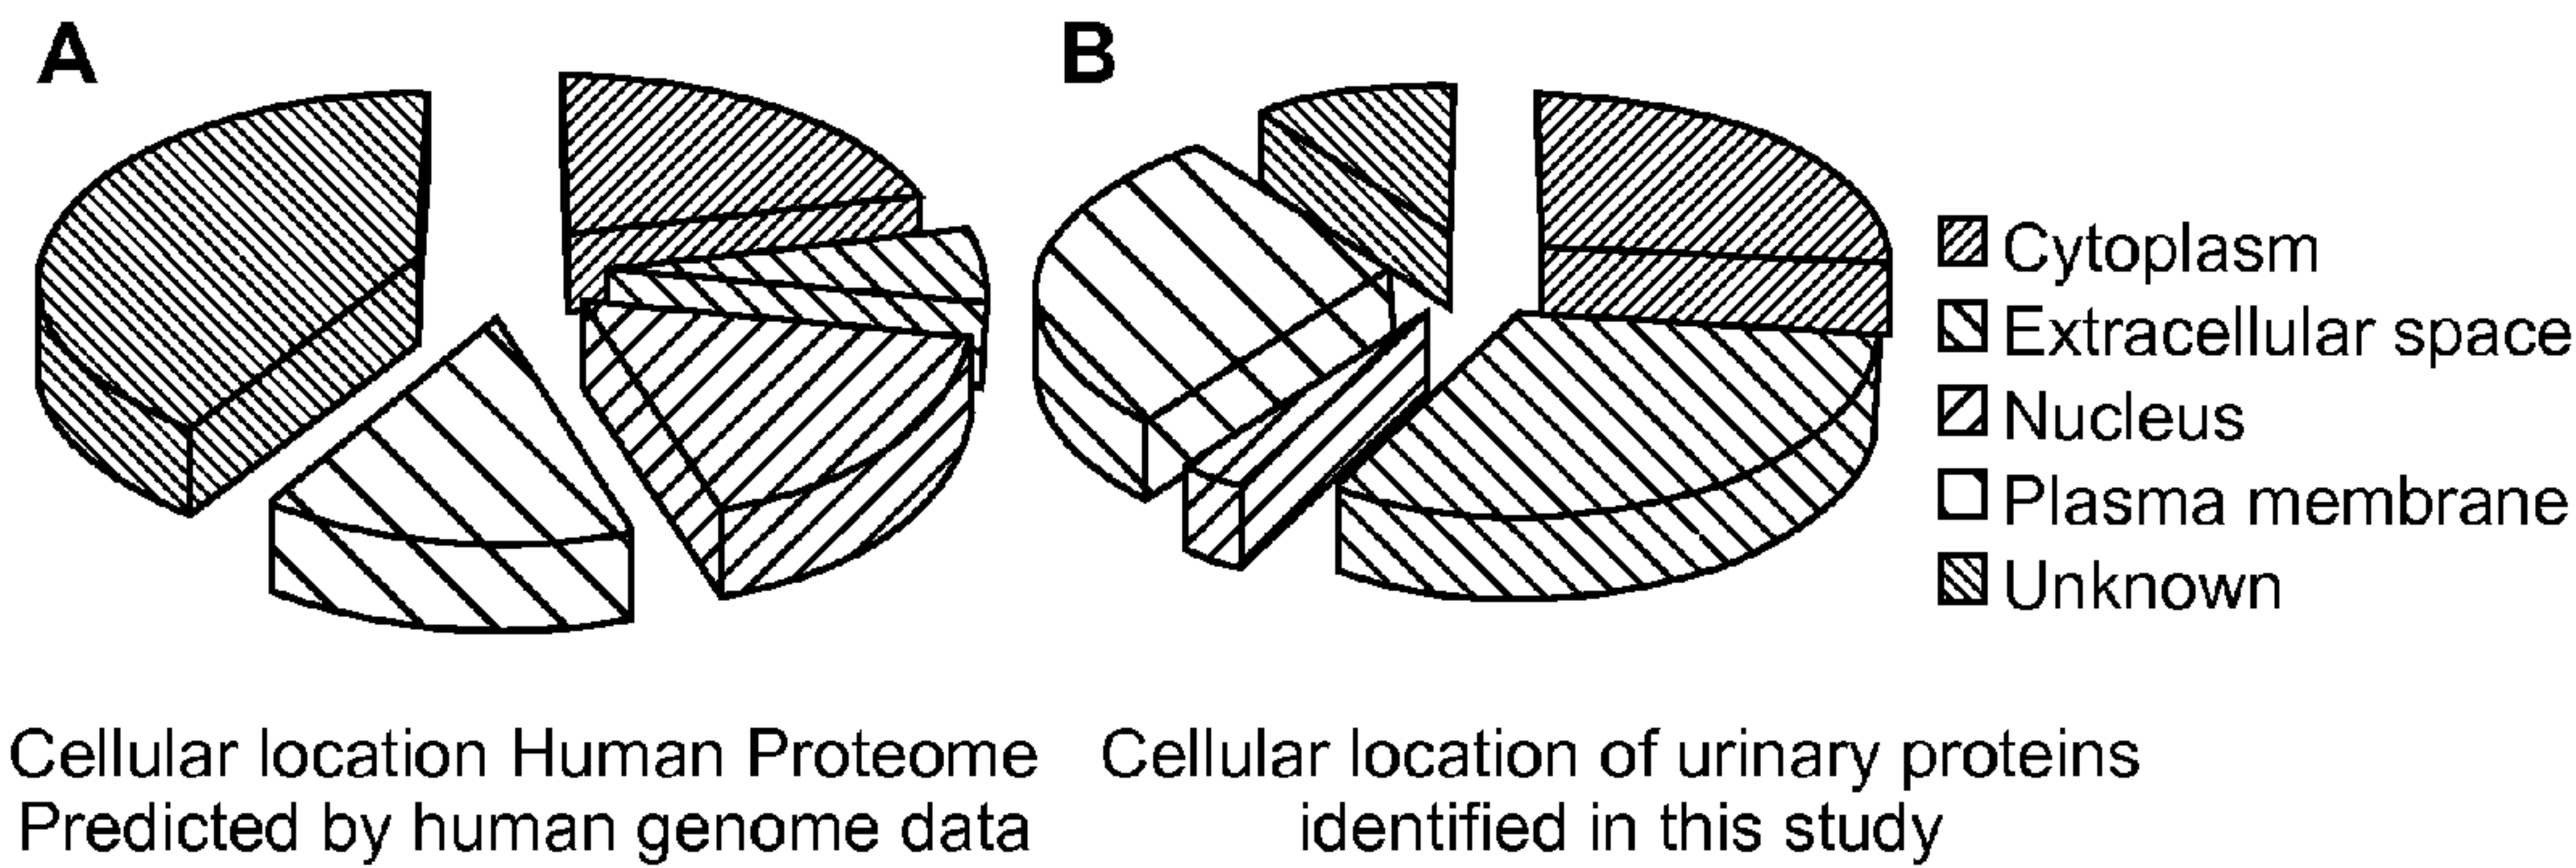 A
B
Cytoplasm
Extracellular space
Nucleus
Plasma membrane
Unknown
Cellular location Human Proteome
Predicted by human genome data
Cellular location of urinary proteins
identified in this study